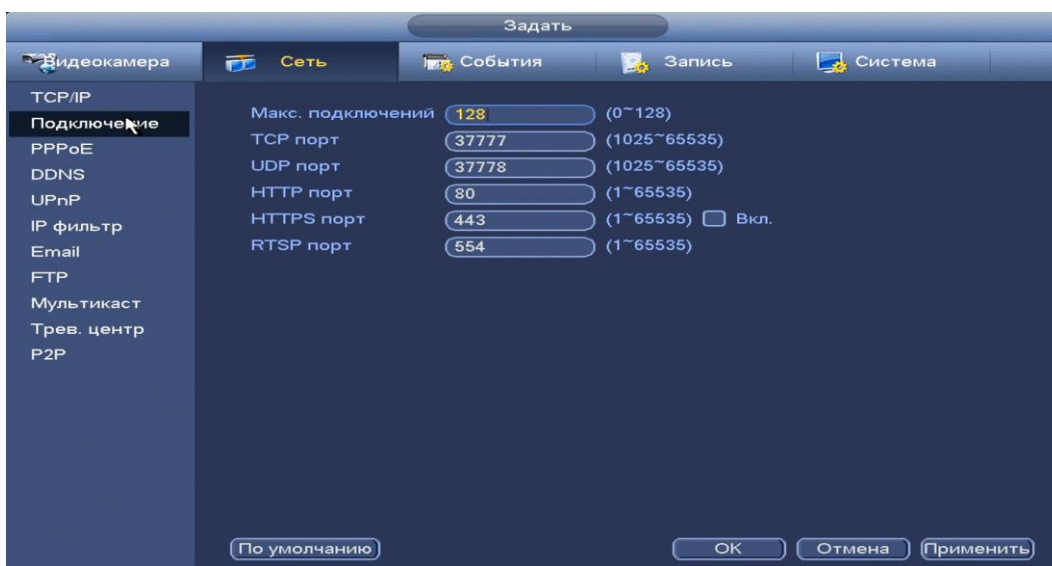 Задать
Видеокамера Сеть События Запись Система
TCP/IP
Подключение
PPPoE
DDNS
UPnP
IP фильтр
Email
FTP
Мультикаст
Трев. центр
P2P
Макс. подключений 128 (0~128)
TCP порт 37777 (1025~65535)
UDP порт 37778 (1025~65535)
HTTP порт 80 (1~65535)
HTTPS порт 443 (1~65535) Вкл.
RTSP порт 554 (1~65535)
По умолчанию OK Отмена Применить